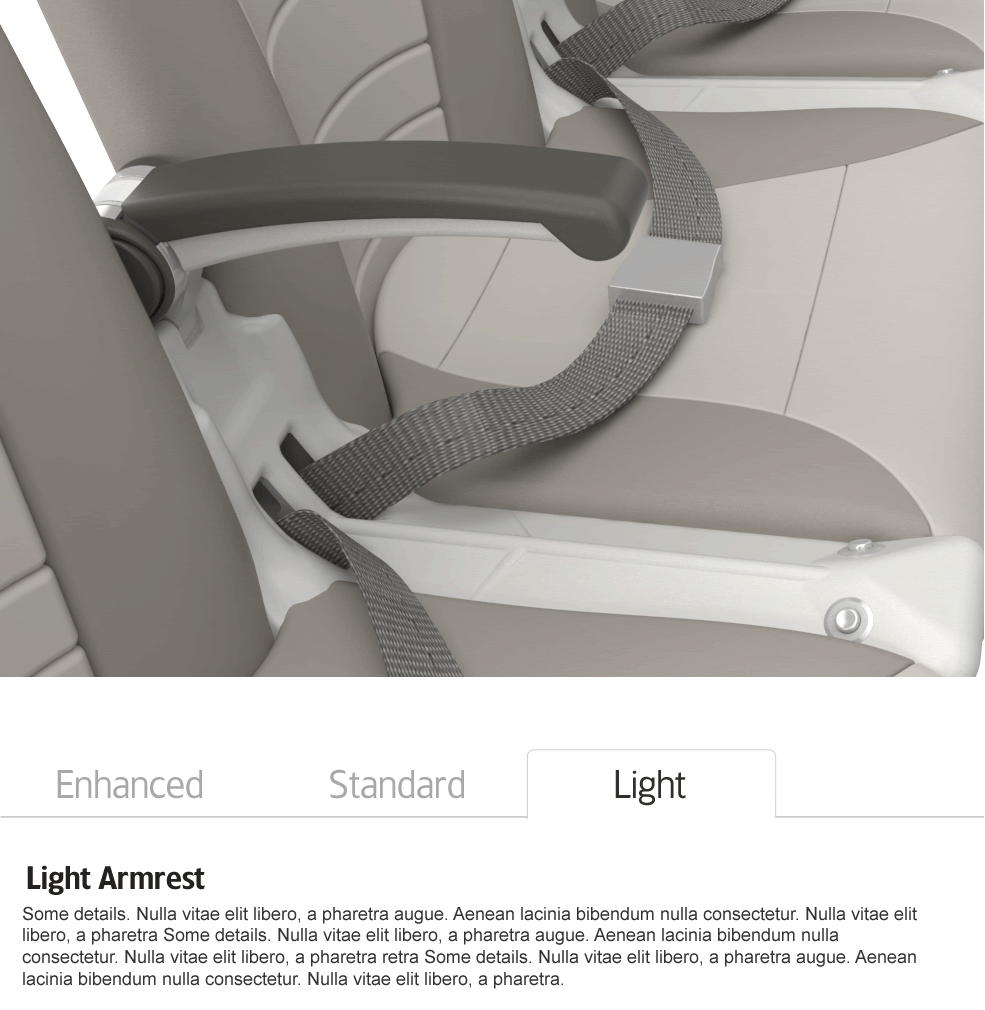 Enhanced Standard Light
Light Armrest
Some details. Nulla vitae elit libero, a pharetra augue. Aenean lacinia bibendum nulla consectetur. Nulla vitae elit
libero, a pharetra Some details. Nulla vitae elit libero, a pharetra augue. Aenean lacinia bibendum nulla
consectetur. Nulla vitae elit libero, a pharetra retra Some details. Nulla vitae elit libero, a pharetra augue. Aenean
lacinia bibendum nulla consectetur. Nulla vitae elit libero, a pharetra.